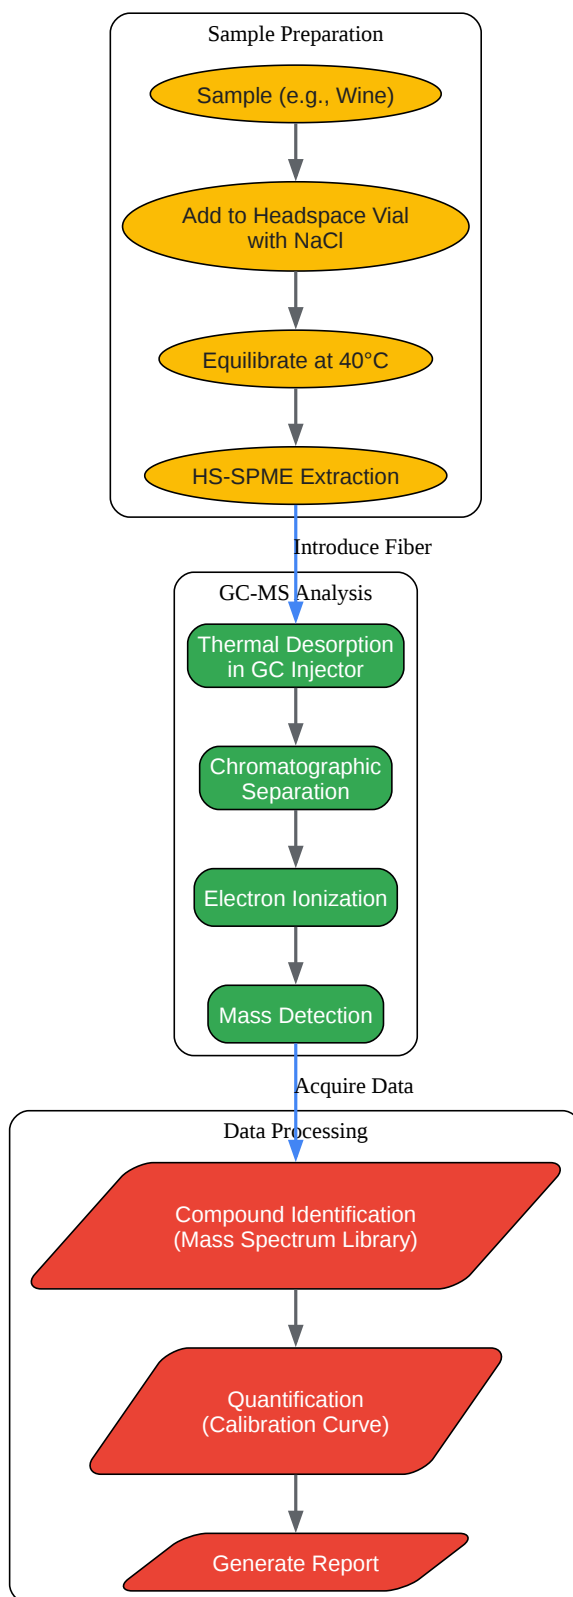 Sample Preparation
Sample (e.g., Wine)
Add to Headspace Vial
with NaCl
Equilibrate at 40°C
HS-SPME Extraction
Introduce Fiber
GC-MS Analysis
Thermal Desorption
in GC Injector
Chromatographic
Separation
Electron Ionization
Mass Detection
Acquire Data
Data Processing
Compound Identification
(Mass Spectrum Library)
Quantification
(Calibration Curve)
Generate Report